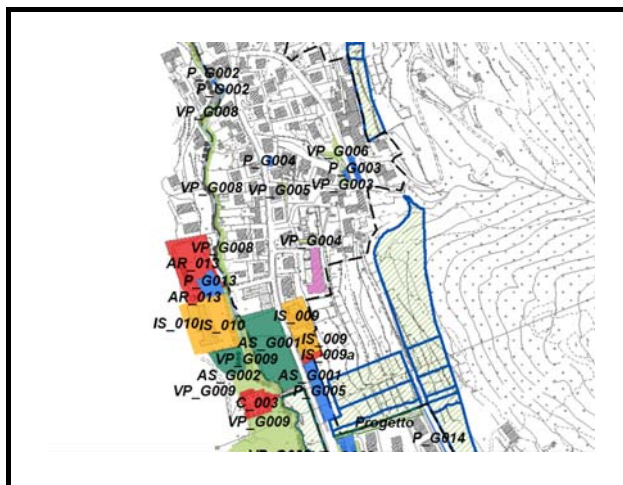 P_G002
P_G002
VP_G008
VP_G006
P_G004
P_G003
VP_G008
VP_G005
VP_G003
VP_G008
VP_G004
AR_013
P_G013
AR_013
IS_009
IS_010
IS_010
IS_009
AS_G001
IS_009a
VP_G009
AS_G002
AS_G001
VP_G009
P_G005
C_003
VP_G009
Progetto
P_G014